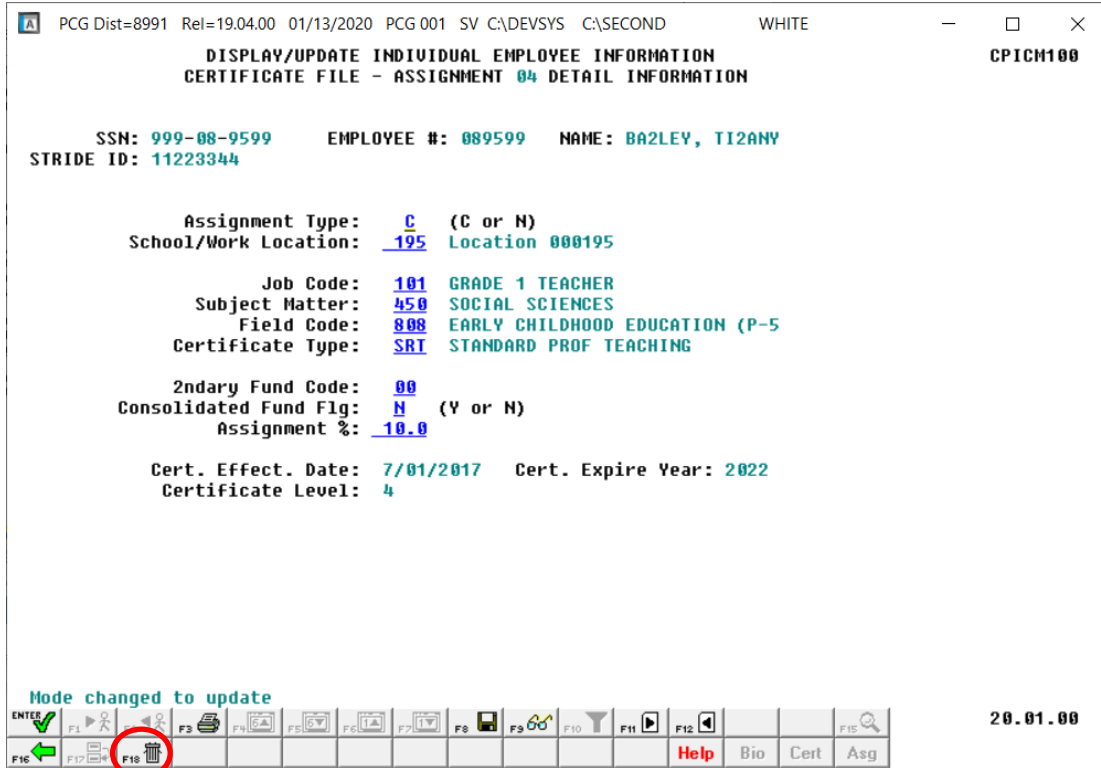 PCG Dist=8991 Rel=19.04.00 01/13/2020 PCG 001 SV C:\DEVSYS C:\SECOND WHITE
DISPLAY/UPDATE INDIVIDUAL EMPLOYEE INFORMATION CPICM100
CERTIFICATE FILE - ASSIGNMENT 04 DETAIL INFORMATION
SSN: 999-08-9599 EMPLOYEE #: 089599 NAME: BA2LEY, TI2ANY
STRIDE ID: 11223344
Assignment Type: C (C or N)
School/Work Location: 195 Location 000195
Job Code: 101 GRADE 1 TEACHER
Subject Matter: 450 SOCIAL SCIENCES
Field Code: 808 EARLY CHILDHOOD EDUCATION (P-5
Certificate Type: SRT STANDARD PROF TEACHING
2ndary Fund Code: 00
Consolidated Fund Flg: N (Y or N)
Assignment %: 10.0
Cert. Effect. Date: 7/01/2017 Cert. Expire Year: 2022
Certificate Level: 4
Mode changed to update
ENTER F1 F3 F4 6 F5 6 F6 1 F7 1 F8 F9 F10 F11 F12 F15 20.01.00
F16 F17 F18 Help Bio Cert Asg